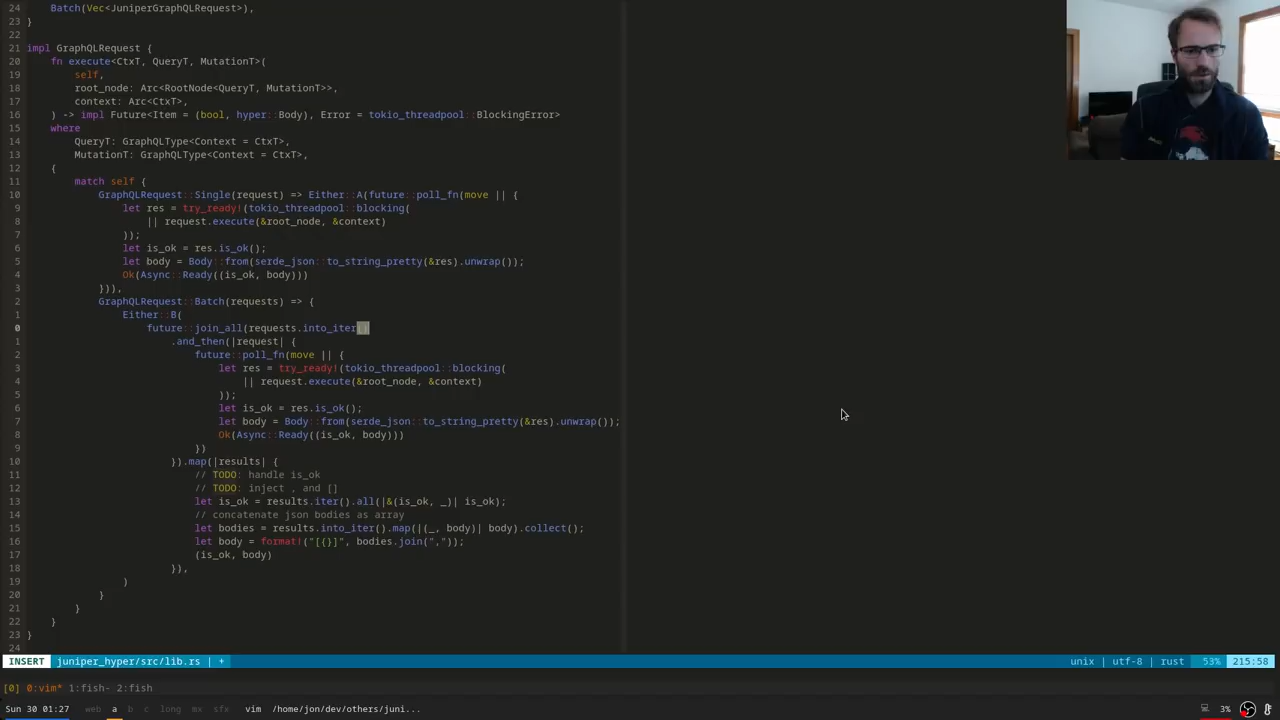 24     Batch(Vec<JuniperGraphQLRequest>),
23 }
22
21 impl GraphQLRequest {
20     fn execute<CtxT, QueryT, MutationT>(
19         self,
18         root_node: Arc<RootNode<QueryT, MutationT>>,
17         context: Arc<CtxT>,
16     ) -> impl Future<Item = (bool, hyper::Body), Error = tokio_threadpool::BlockingError>
15     where
14         QueryT: GraphQLType<Context = CtxT>,
13         MutationT: GraphQLType<Context = CtxT>,
12     {
11         match self {
10             GraphQLRequest::Single(request) => Either::A(future::poll_fn(move || {
9                 let res = try_ready!(tokio_threadpool::blocking(
8                     || request.execute(&root_node, &context)
7                 ));
6                 let is_ok = res.is_ok();
5                 let body = Body::from(serde_json::to_string_pretty(&res).unwrap());
4                 Ok(Async::Ready((is_ok, body)))
3             })),
2             GraphQLRequest::Batch(requests) => {
1                 Either::B(
0                     future::join_all(requests.into_iter()
1                         .and_then(|request| {
2                             future::poll_fn(move || {
3                                 let res = try_ready!(tokio_threadpool::blocking(
4                                     || request.execute(&root_node, &context)
5                                 ));
6                                 let is_ok = res.is_ok();
7                                 let body = Body::from(serde_json::to_string_pretty(&res).unwrap());
8                                 Ok(Async::Ready((is_ok, body)))
9                             })
10                         }).map(|results| {
11                             // TODO: handle is_ok
12                             // TODO: inject , and []
13                             let is_ok = results.iter().all(|&(is_ok, _)| is_ok);
14                             // concatenate json bodies as array
15                             let bodies = results.into_iter().map(|(_, body)| body).collect();
16                             let body = format!("[{}]", bodies.join(","));
17                             (is_ok, body)
18                         }),
19                 )
20             }
21         }
22     }
23 }
24
INSERT juniper_hyper/src/lib.rs | + unix | utf-8 | rust 53% 215:58
[0] 0:vim* 1:fish- 2:fish
Sun 30 01:27 web a b c long mx sfx vim /home/jon/dev/others/juni... 3%